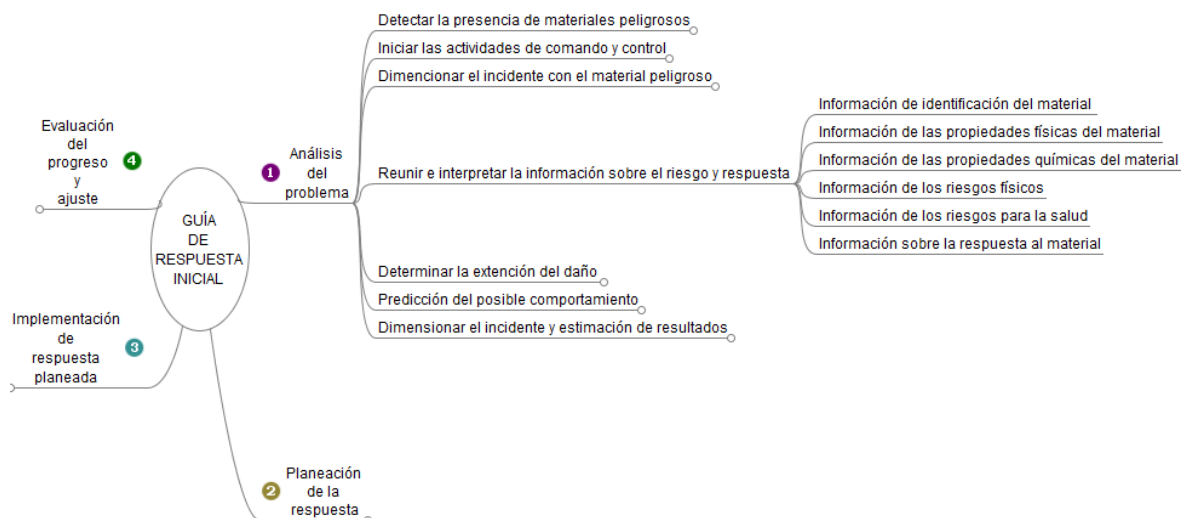 GUÍA
DE
RESPUESTA
INICIAL
1
Análisis
del
problema
Detectar la presencia de materiales peligrosos
Iniciar las actividades de comando y control
Dimencionar el incidente con el material peligroso
Reunir e interpretar la información sobre el riesgo y respuesta
Información de identificación del material
Información de las propiedades físicas del material
Información de las propiedades químicas del material
Información de los riesgos físicos
Información de los riesgos para la salud
Información sobre la respuesta al material
Determinar la extención del daño
Predicción del posible comportamiento
Dimensionar el incidente y estimación de resultados
2
Planeación
de la
respuesta
3
Implementación
de
respuesta
planeada
4
Evaluación
del
progreso
y
ajuste